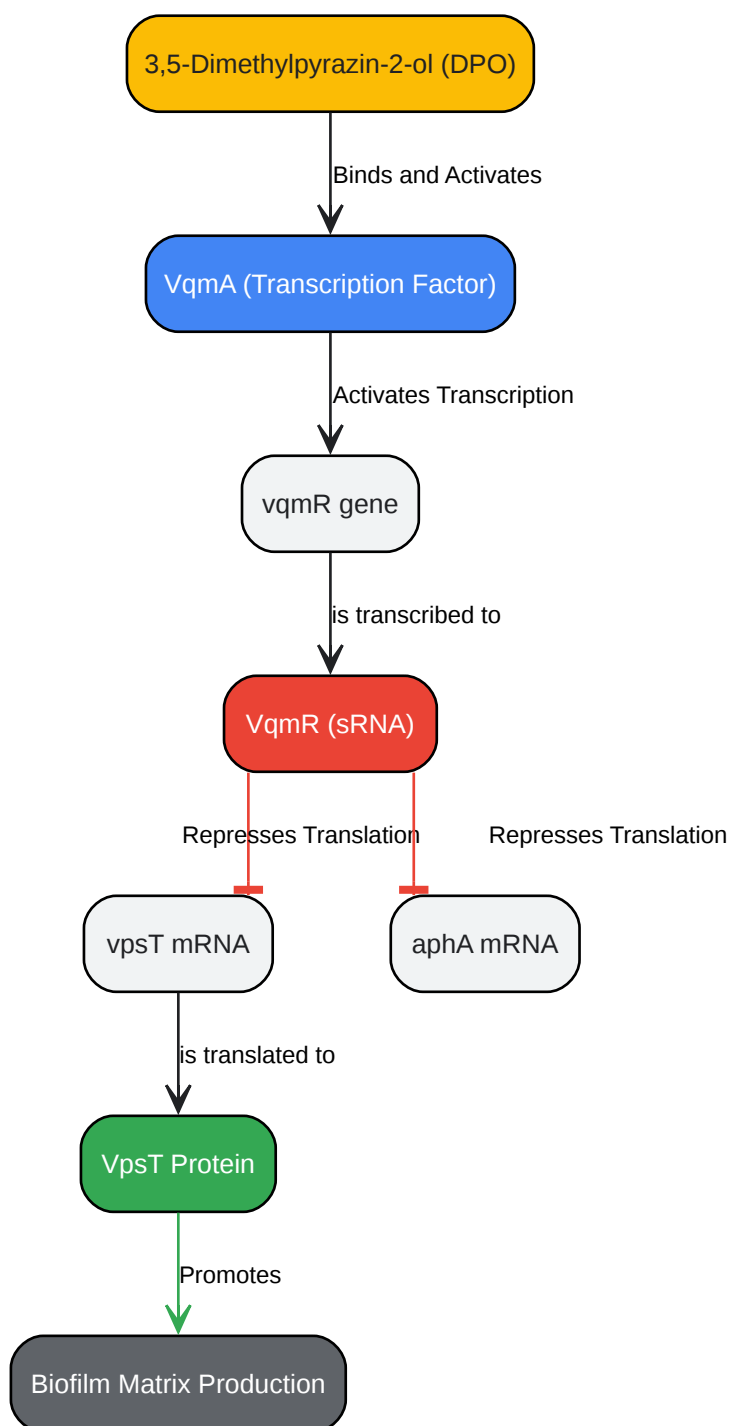 3,5-Dimethylpyrazin-2-ol (DPO)
Binds and Activates
VqmA (Transcription Factor)
Activates Transcription
vqmR gene
is transcribed to
VqmR (sRNA)
Represses Translation
Represses Translation
vpsT mRNA
aphA mRNA
is translated to
VpsT Protein
Promotes
Biofilm Matrix Production